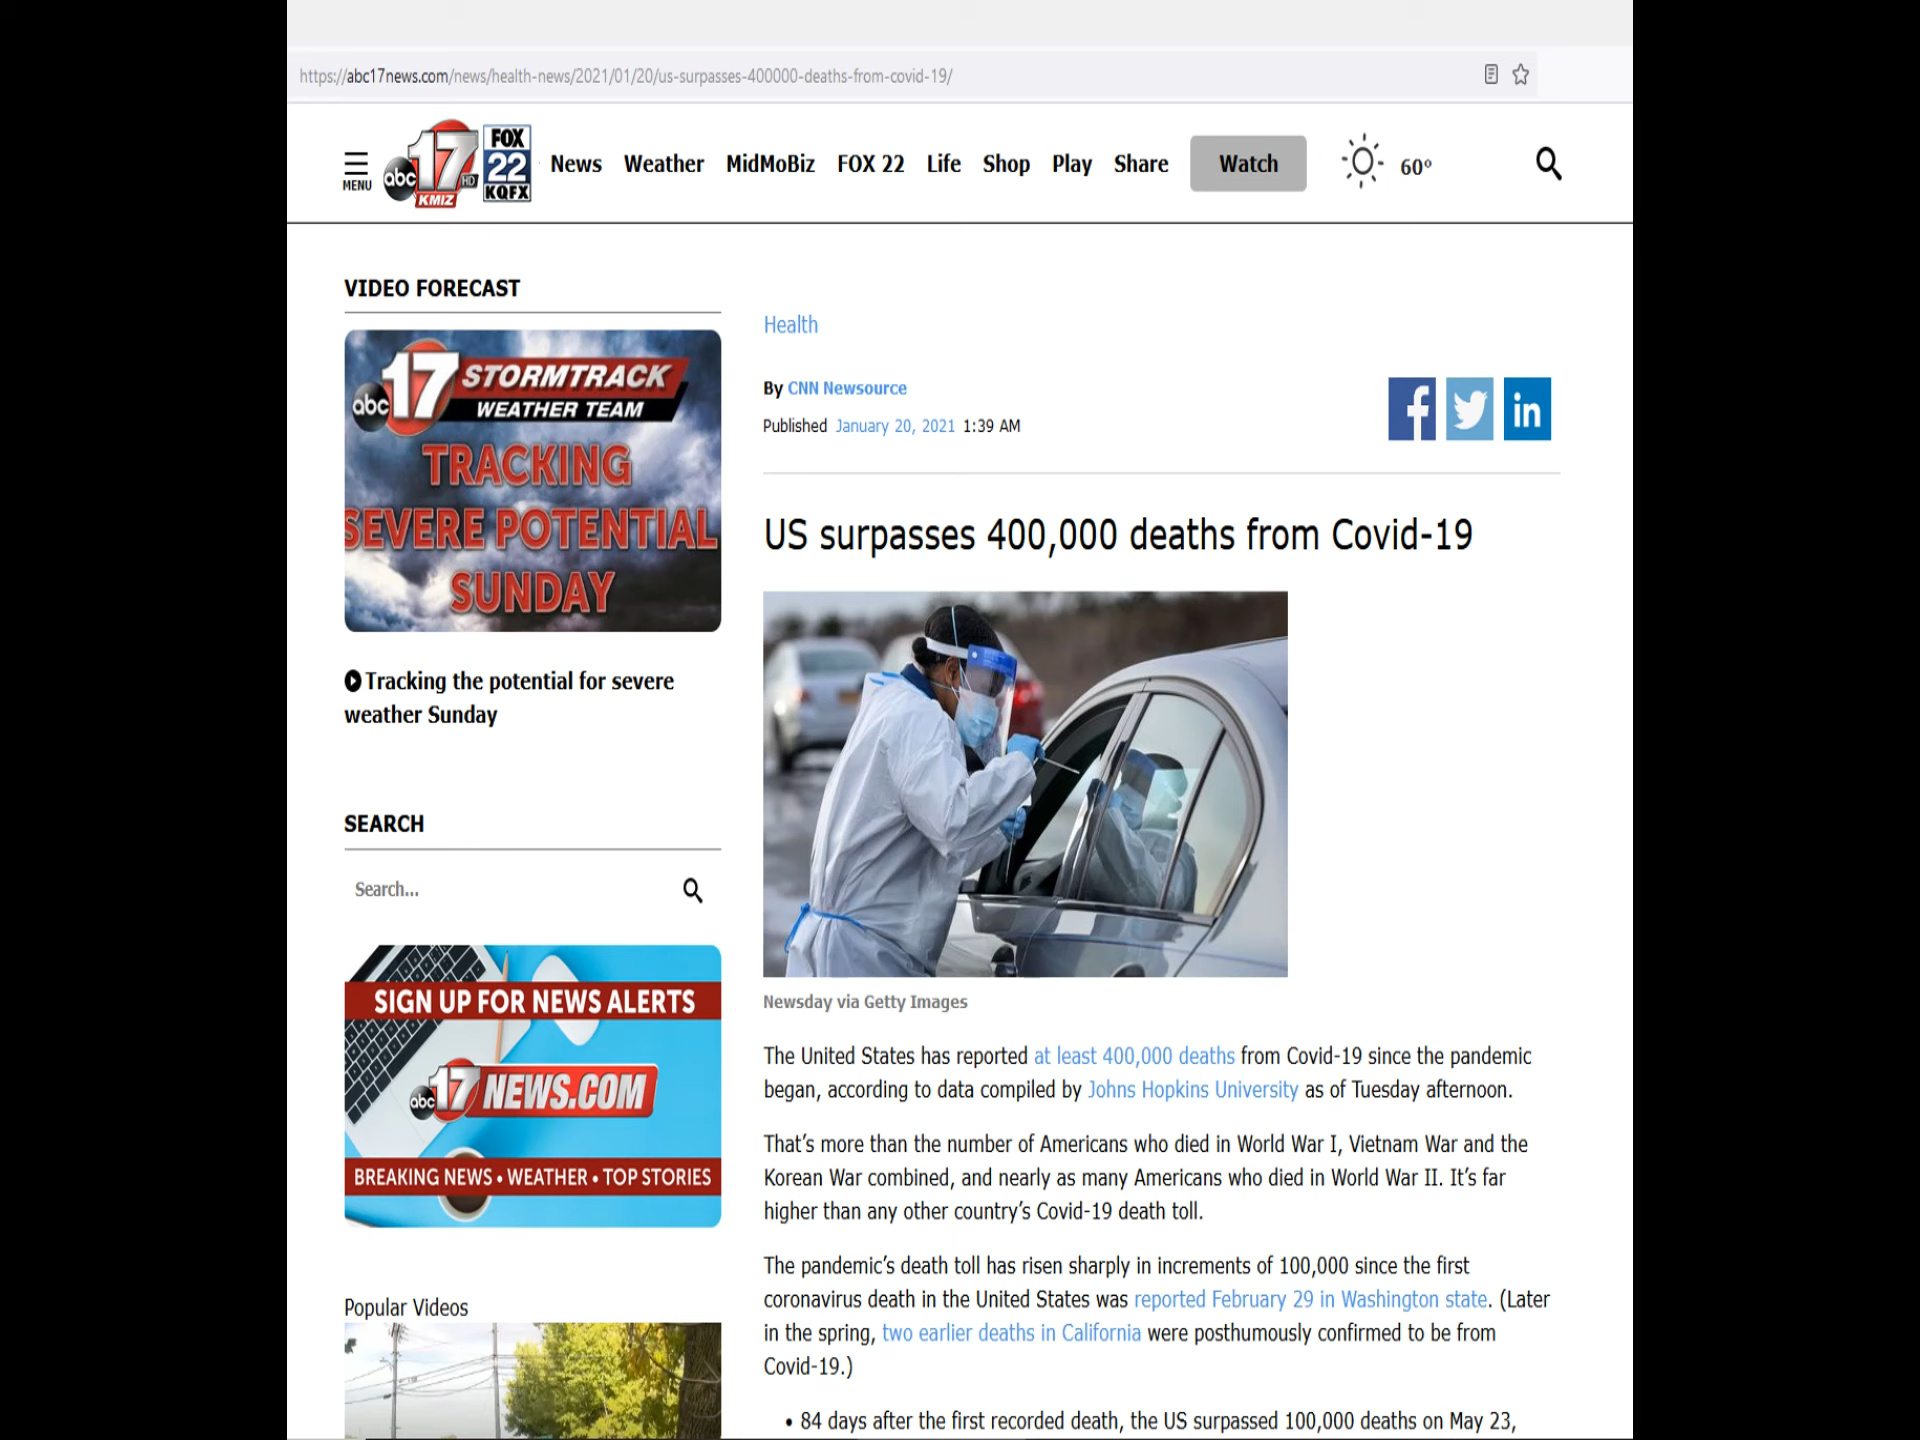 https://abc17news.com/news/health-news/2021/01/20/us-surpasses-400000-deaths-from-covid-19/
MENU
abc 17 HD KMIZ
FOX 22 KQFX
News Weather MidMoBiz FOX 22 Life Shop Play Share Watch 60°
VIDEO FORECAST
abc 17 STORMTRACK
WEATHER TEAM
TRACKING
SEVERE POTENTIAL
SUNDAY
Tracking the potential for severe
weather Sunday
SEARCH
Search...
SIGN UP FOR NEWS ALERTS
abc 17 NEWS.COM
BREAKING NEWS • WEATHER • TOP STORIES
Popular Videos
Health
By CNN Newsource
Published January 20, 2021 1:39 AM
f in
US surpasses 400,000 deaths from Covid-19
Newsday via Getty Images
The United States has reported at least 400,000 deaths from Covid-19 since the pandemic
began, according to data compiled by Johns Hopkins University as of Tuesday afternoon.
That's more than the number of Americans who died in World War I, Vietnam War and the
Korean War combined, and nearly as many Americans who died in World War II. It's far
higher than any other country's Covid-19 death toll.
The pandemic's death toll has risen sharply in increments of 100,000 since the first
coronavirus death in the United States was reported February 29 in Washington state. (Later
in the spring, two earlier deaths in California were posthumously confirmed to be from
Covid-19.)
• 84 days after the first recorded death, the US surpassed 100,000 deaths on May 23,